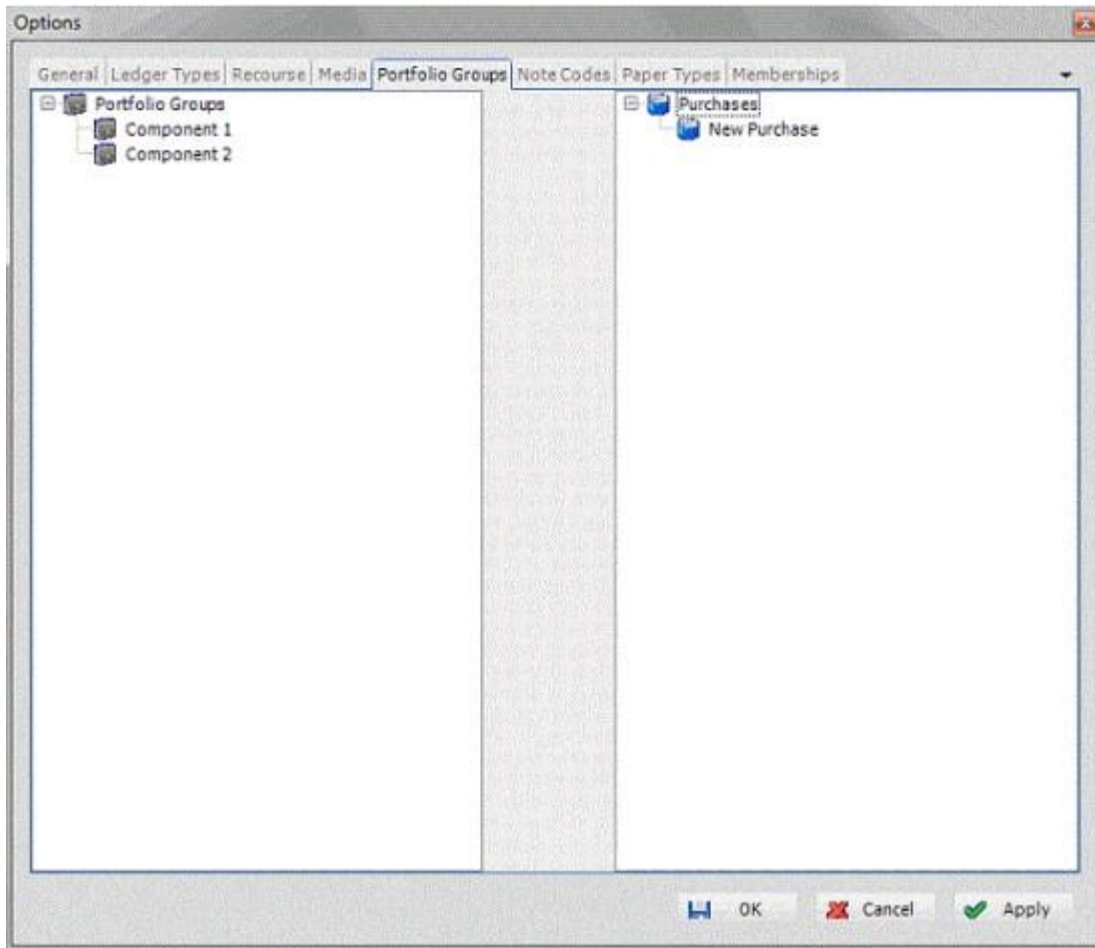 Options
General Ledger Types Recourse Media Portfolio Groups Note Codes Paper Types Memberships
Portfolio Groups
Component 1
Component 2
Purchases
New Purchase
OK Cancel Apply